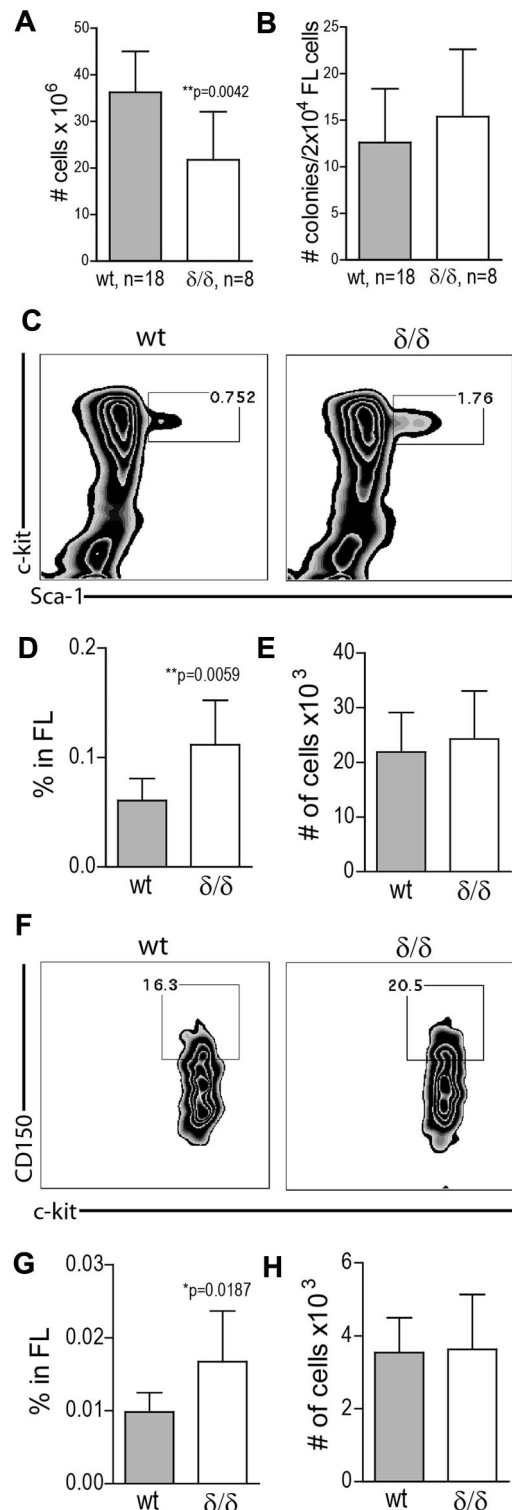 A
# cells x 10⁶
50
40
30
20
10
0
**p=0.0042
wt, n=18
δ/δ, n=8
B
# colonies/2x10⁴ FL cells
25
20
15
10
5
0
wt, n=18
δ/δ, n=8
C
wt
δ/δ
0.752
1.76
c-kit
Sca-1
D
% in FL
0.2
0.1
0.0
**p=0.0059
wt
δ/δ
E
# of cells x10³
40
30
20
10
0
wt
δ/δ
F
wt
δ/δ
16.3
20.5
CD150
c-kit
G
% in FL
0.03
0.02
0.01
0.00
*p=0.0187
wt
δ/δ
H
# of cells x10³
6
4
2
0
wt
δ/δ